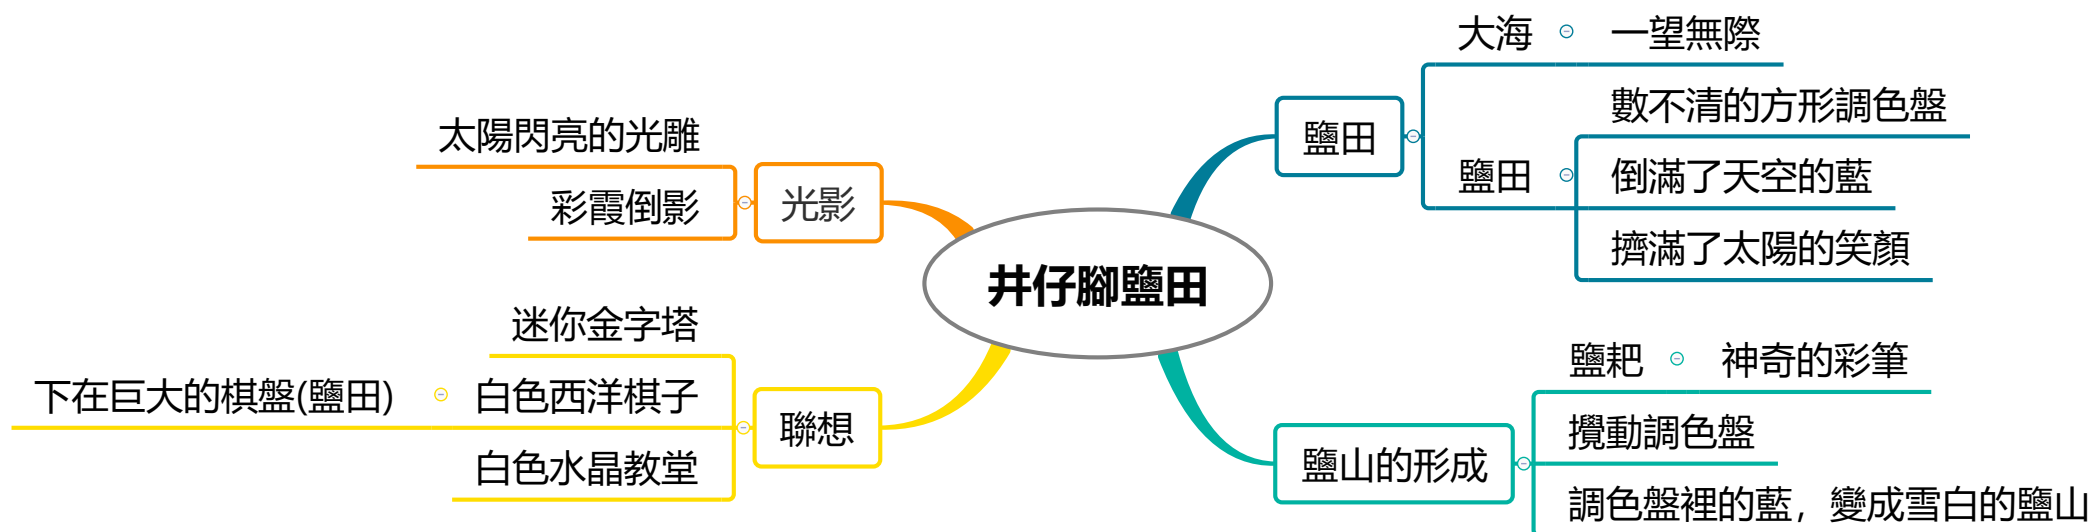 井仔腳鹽田
鹽田
大海
一望無際
鹽田
數不清的方形調色盤
倒滿了天空的藍
擠滿了太陽的笑顏
鹽山的形成
鹽耙
神奇的彩筆
攪動調色盤
調色盤裡的藍，變成雪白的鹽山
光影
太陽閃亮的光雕
彩霞倒影
聯想
迷你金字塔
白色西洋棋子
下在巨大的棋盤(鹽田)
白色水晶教堂